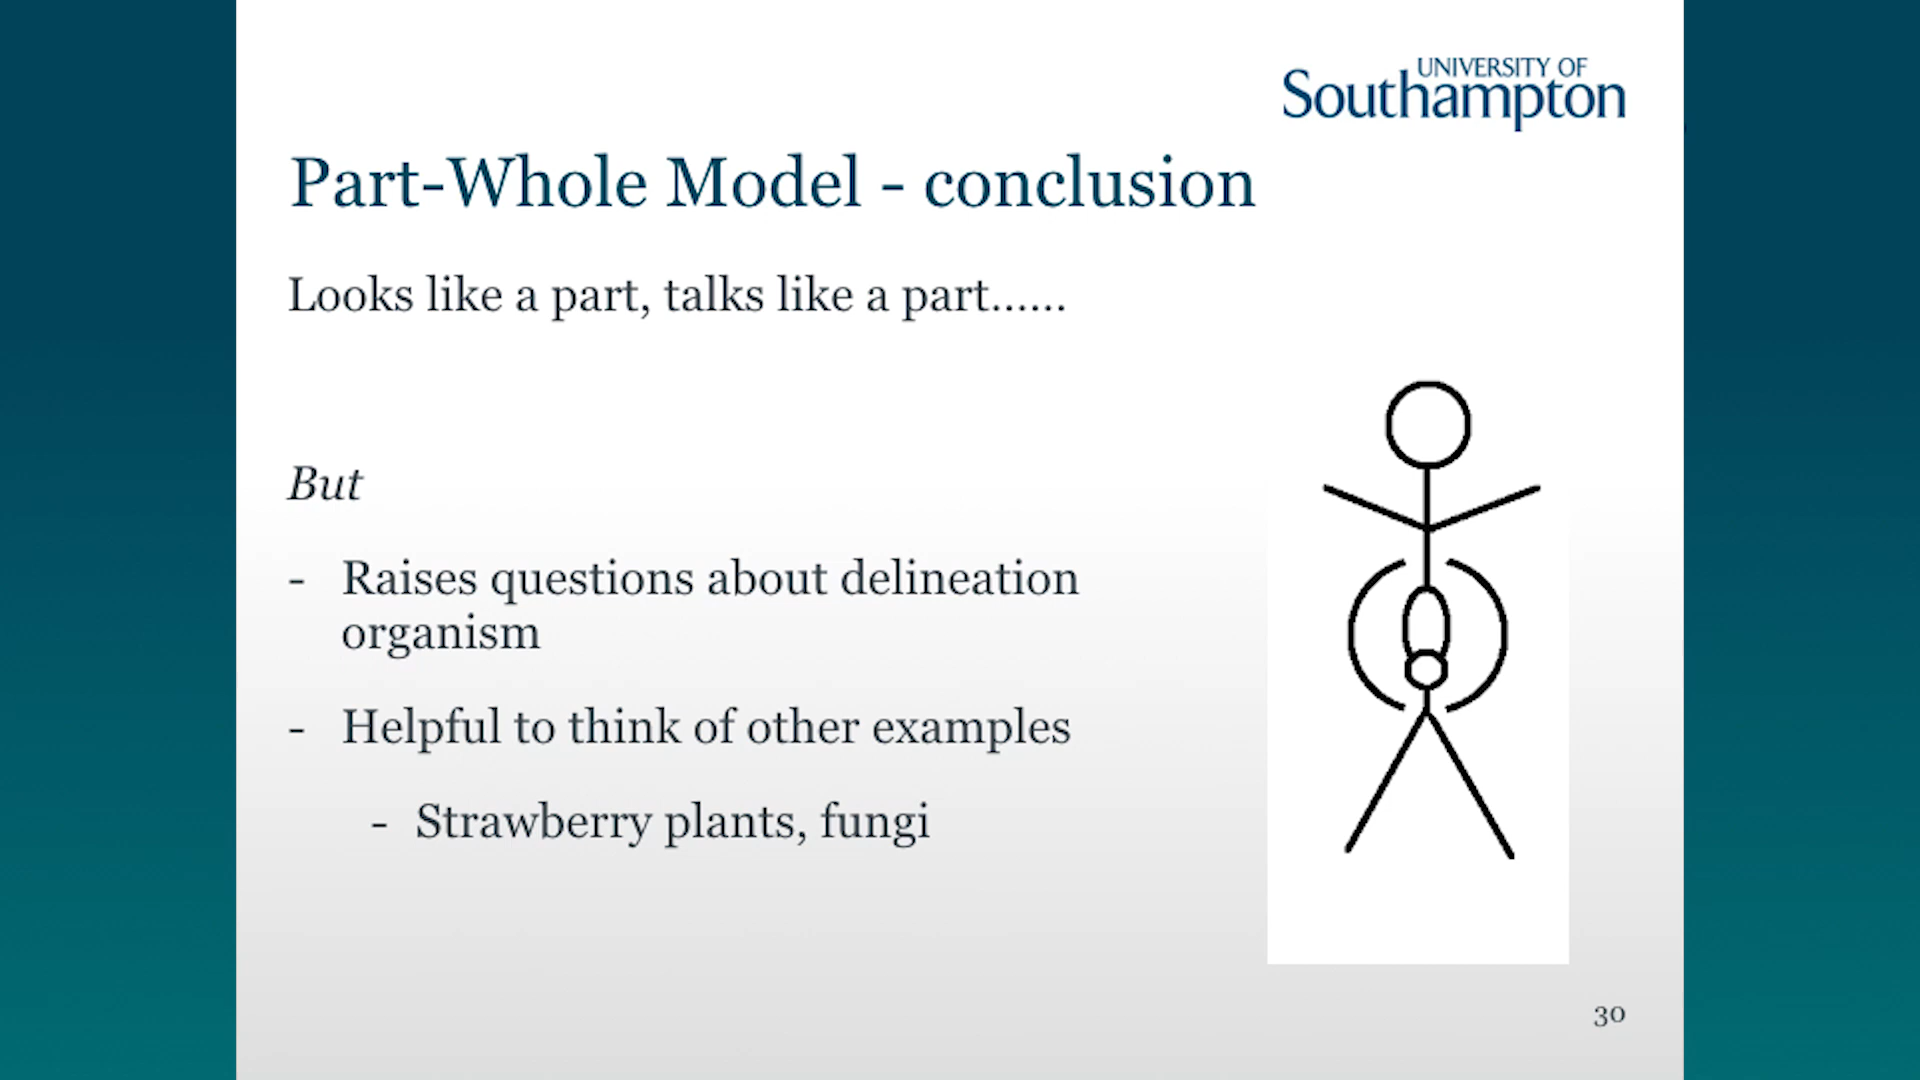 UNIVERSITY OF
Southampton
Part-Whole Model - conclusion
Looks like a part, talks like a part......
But
- Raises questions about delineation
organism
- Helpful to think of other examples
- Strawberry plants, fungi
30